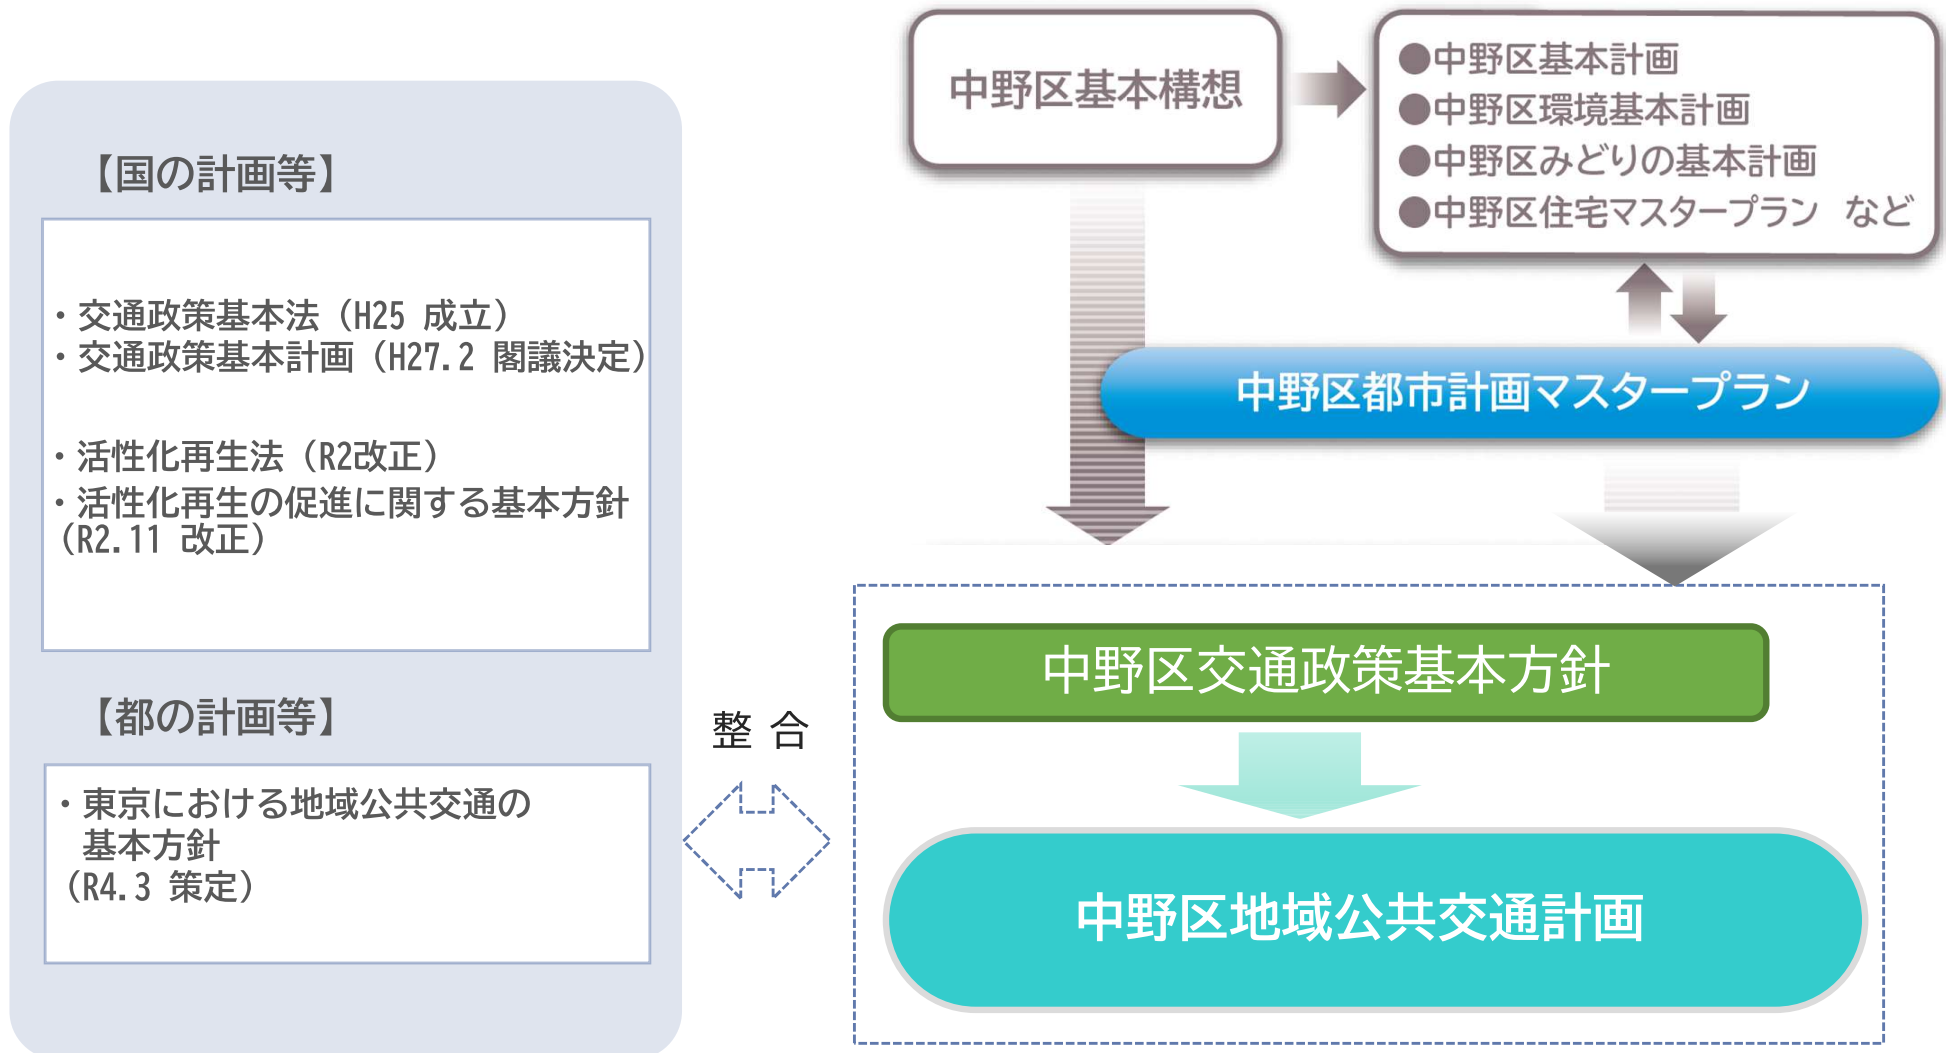 【国の計画等】
・交通政策基本法（H25 成立）
・交通政策基本計画（H27.2 閣議決定）
・活性化再生法（R2改正）
・活性化再生の促進に関する基本方針
（R2.11 改正）
【都の計画等】
・東京における地域公共交通の
基本方針
（R4.3 策定）
整 合
中野区基本構想
●中野区基本計画
●中野区環境基本計画
●中野区みどりの基本計画
●中野区住宅マスタープラン など
中野区都市計画マスタープラン
中野区交通政策基本方針
中野区地域公共交通計画